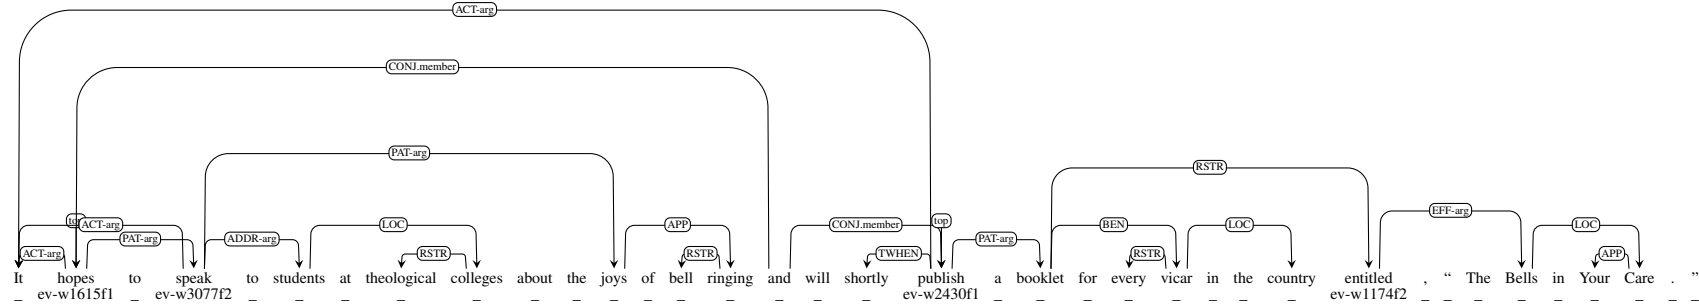 ACT-arg
CONJ.member
PAT-arg
RSTR
EFF-arg
top ACT-arg LOC APP CONJ.member top BEN LOC LOC
ACT-arg PAT-arg ADDR-arg RSTR RSTR TWHEN PAT-arg RSTR APP
It hopes to speak to students at theological colleges about the joys of bell ringing and will shortly publish a booklet for every vicar in the country entitled , “ The Bells in Your Care . ”
_ ev-w1615f1 _ ev-w3077f2 _ _ _ _ _ _ _ _ _ _ _ _ _ _ ev-w2430f1 _ _ _ _ _ _ _ _ ev-w1174f2 _ _ _ _ _ _ _ _ _